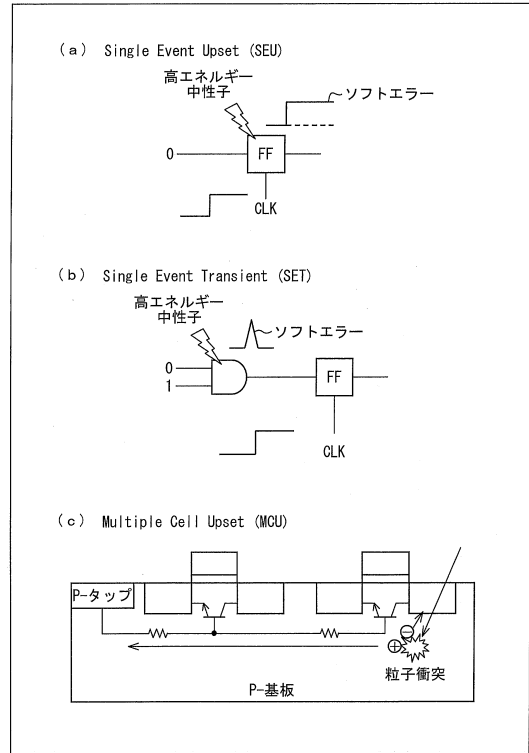 (a) Single Event Upset (SEU)
高エネルギー
中性子
ソフトエラー
0
FF
CLK
(b) Single Event Transient (SET)
高エネルギー
中性子
ソフトエラー
0
1
FF
CLK
(c) Multiple Cell Upset (MCU)
P-タップ
⊖
⊕
粒子衝突
P-基板